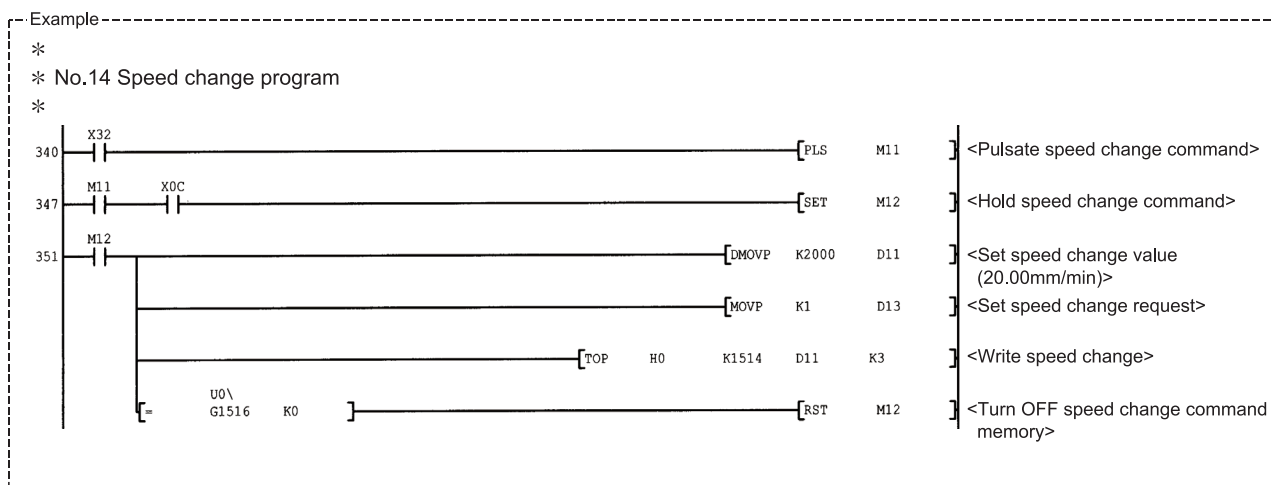 Example
*
* No.14 Speed change program
*
X32
340 [PLS M11] <Pulsate speed change command>
M11 X0C
347 [SET M12] <Hold speed change command>
M12
351 [DMOVP K2000 D11] <Set speed change value
(20.00mm/min)>
[MOVP K1 D13] <Set speed change request>
[TOP H0 K1514 D11 K3] <Write speed change>
U0\
[= G1516 K0] [RST M12] <Turn OFF speed change command
memory>